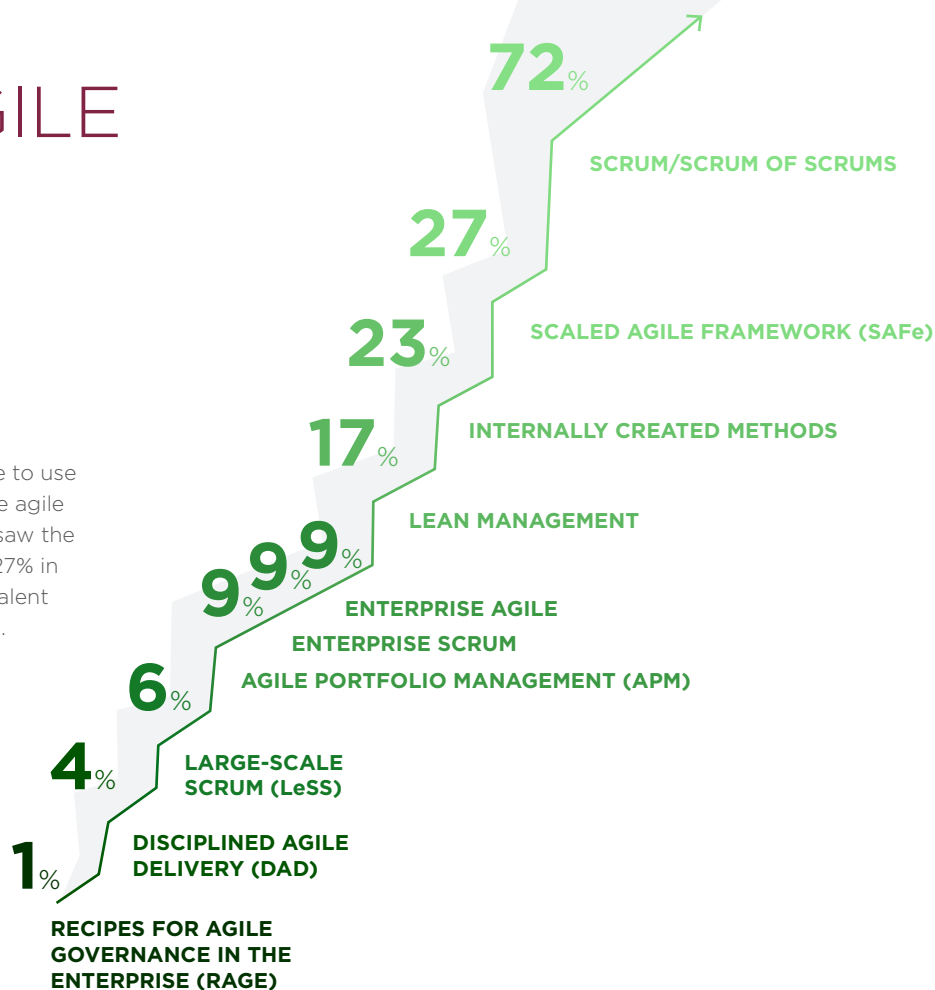 GILE
72%
SCRUM/SCRUM OF SCRUMS
27%
SCALED AGILE FRAMEWORK (SAFe)
23%
INTERNALLY CREATED METHODS
17%
LEAN MANAGEMENT
e to use
e agile
saw the
27% in
alent
.
9%
9%
9%
ENTERPRISE AGILE
ENTERPRISE SCRUM
AGILE PORTFOLIO MANAGEMENT (APM)
6%
LARGE-SCALE
SCRUM (LeSS)
4%
DISCIPLINED AGILE
DELIVERY (DAD)
1%
RECIPES FOR AGILE
GOVERNANCE IN THE
ENTERPRISE (RAGE)